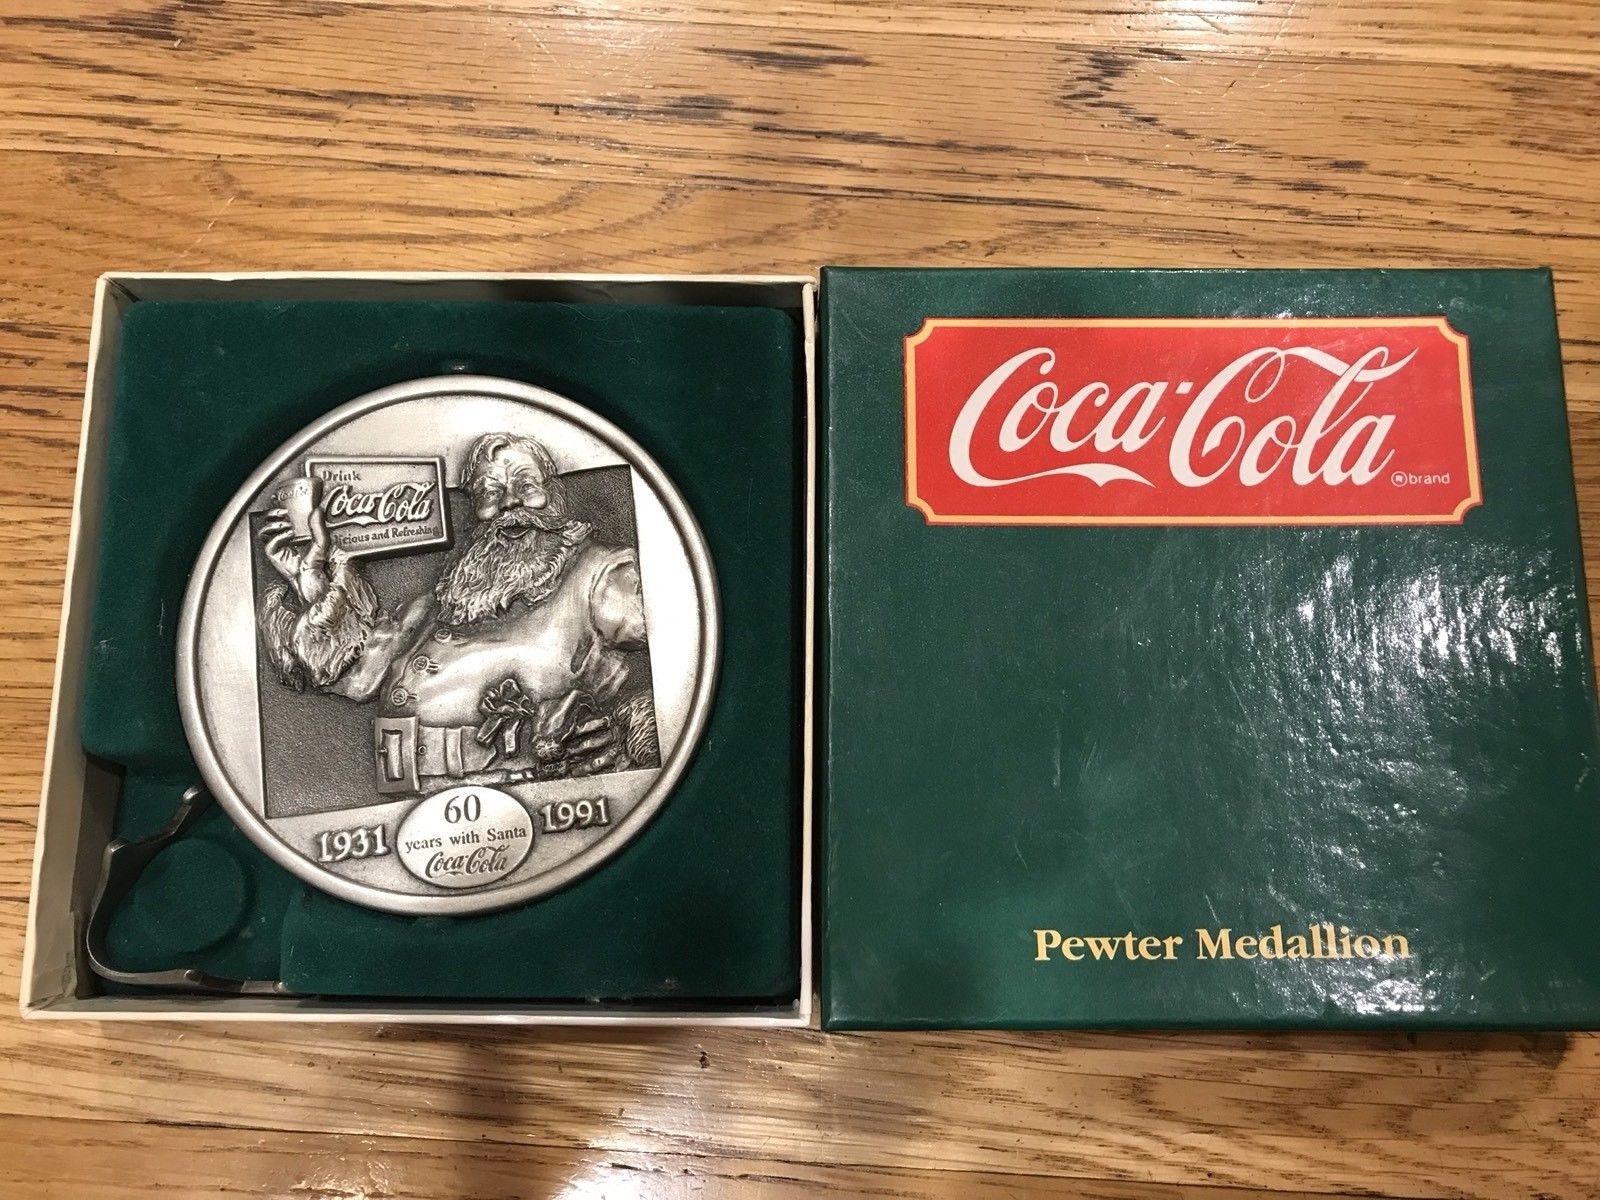 Drink
Coca-Cola
Delicious and Refreshing
1931
60
years with Santa
Coca-Cola
1991
Coca-Cola
®brand
Pewter Medallion